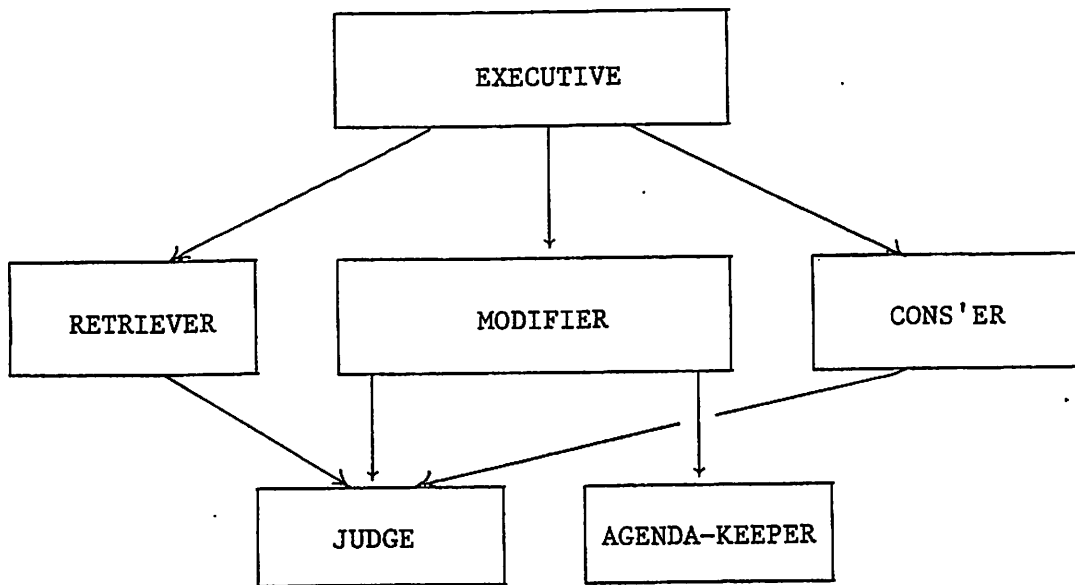 EXECUTIVE
RETRIEVER
MODIFIER
CONS'ER
JUDGE
AGENDA-KEEPER